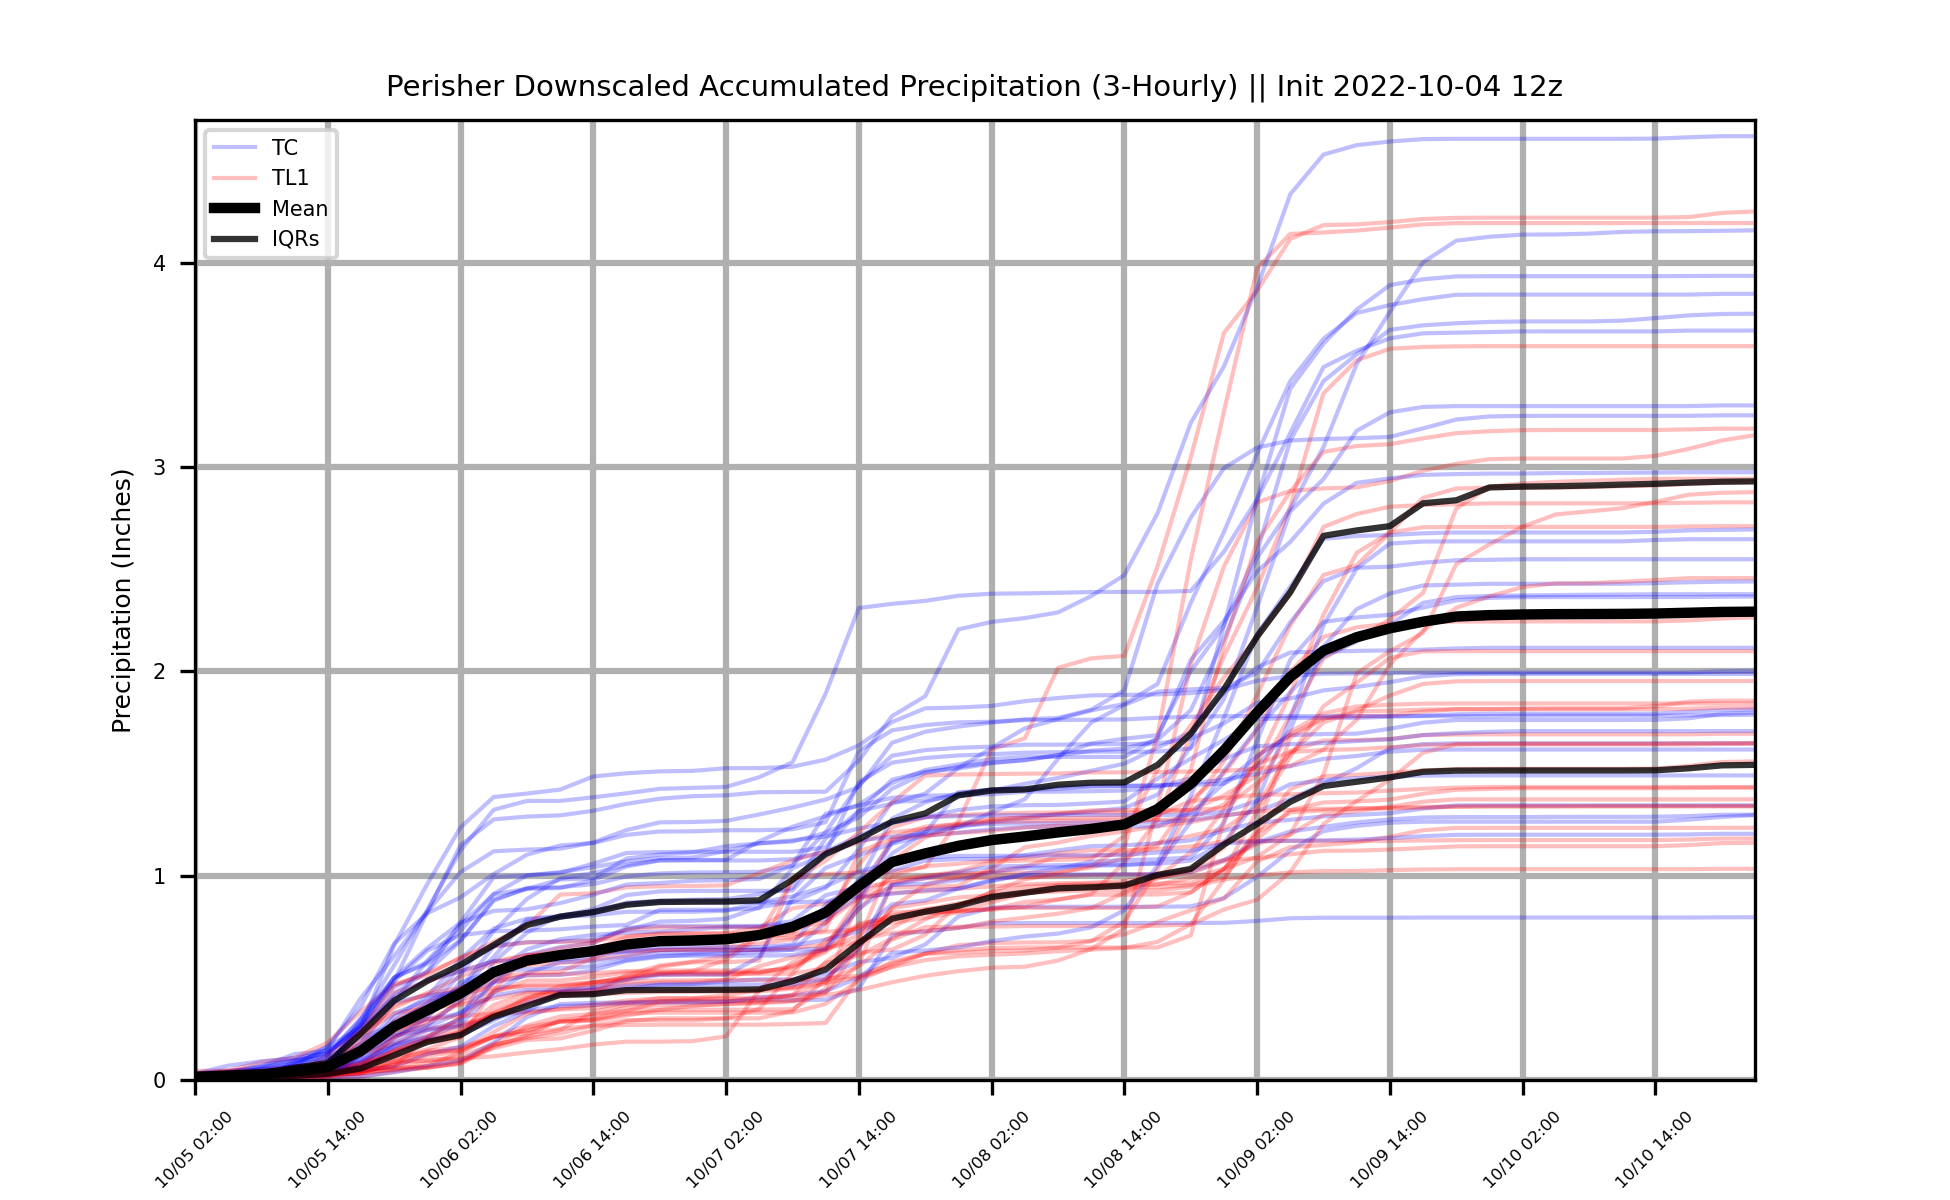 Perisher Downscaled Accumulated Precipitation (3-Hourly) || Init 2022-10-04 12z
TC
TL1
Mean
IQRs
Precipitation (Inches)
4
3
2
1
0
10/05 02:00
10/05 14:00
10/06 02:00
10/06 14:00
10/07 02:00
10/07 14:00
10/08 02:00
10/08 14:00
10/09 02:00
10/09 14:00
10/10 02:00
10/10 14:00